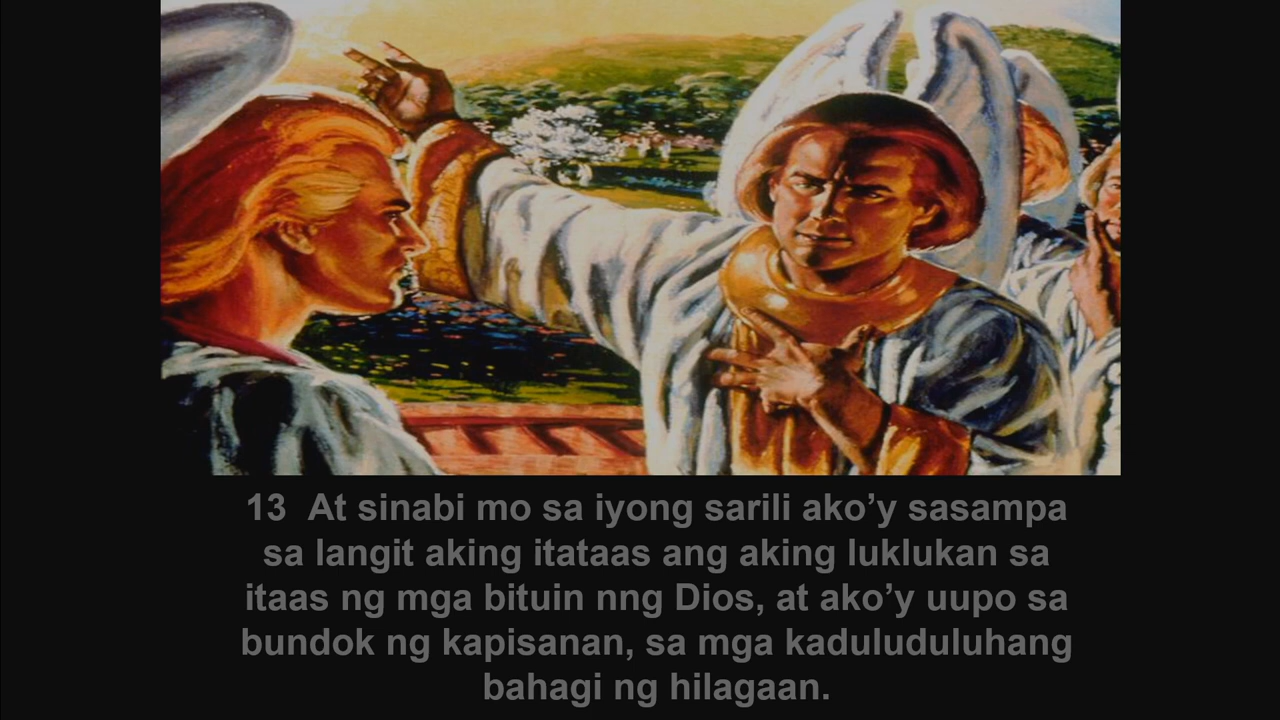 13  At sinabi mo sa iyong sarili ako’y sasampa
sa langit aking itataas ang aking luklukan sa
itaas ng mga bituin nng Dios, at ako’y uupo sa
bundok ng kapisanan, sa mga kaduluduluhang
bahagi ng hilagaan.